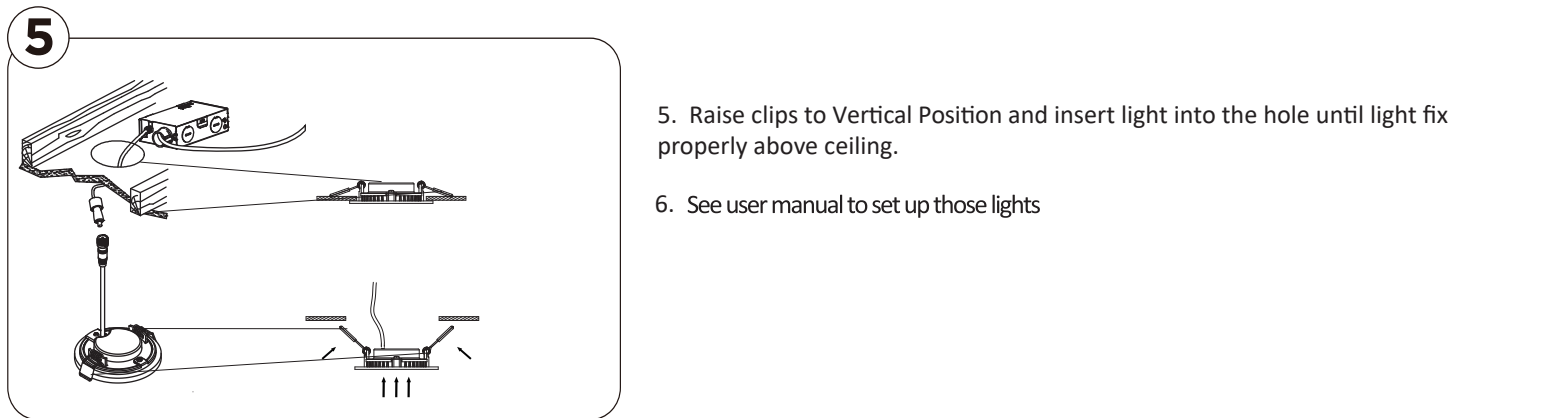 5
5. Raise clips to Vertical Position and insert light into the hole until light fix
properly above ceiling.
6. See user manual to set up those lights